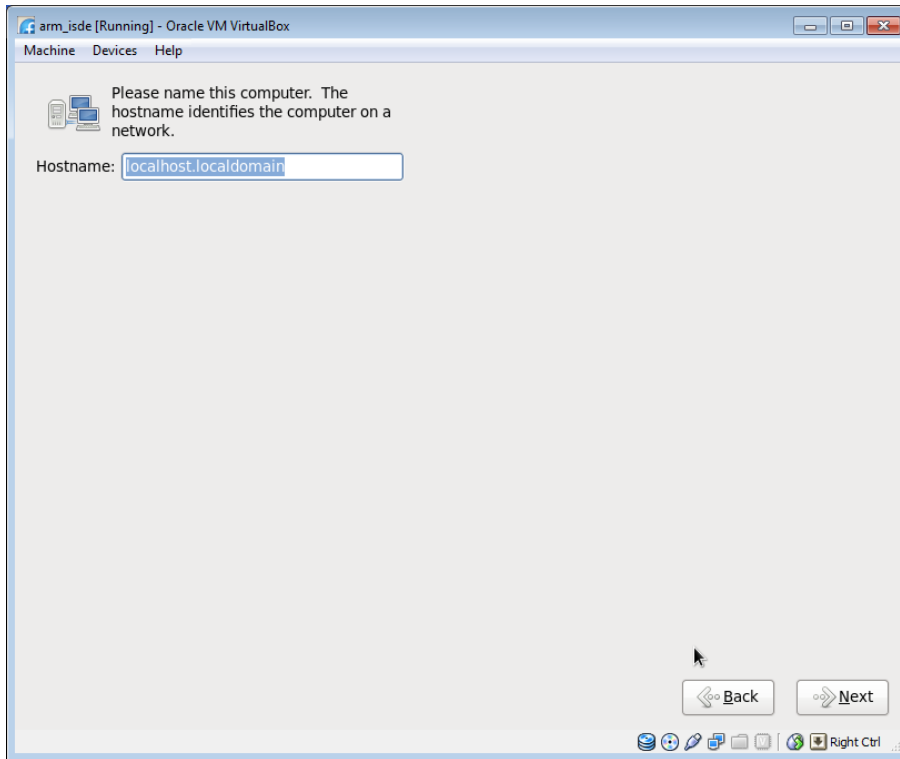 arm_isde [Running] - Oracle VM VirtualBox
Machine Devices Help
Please name this computer. The
hostname identifies the computer on a
network.
Hostname: localhost.localdomain
Back Next
Right Ctrl